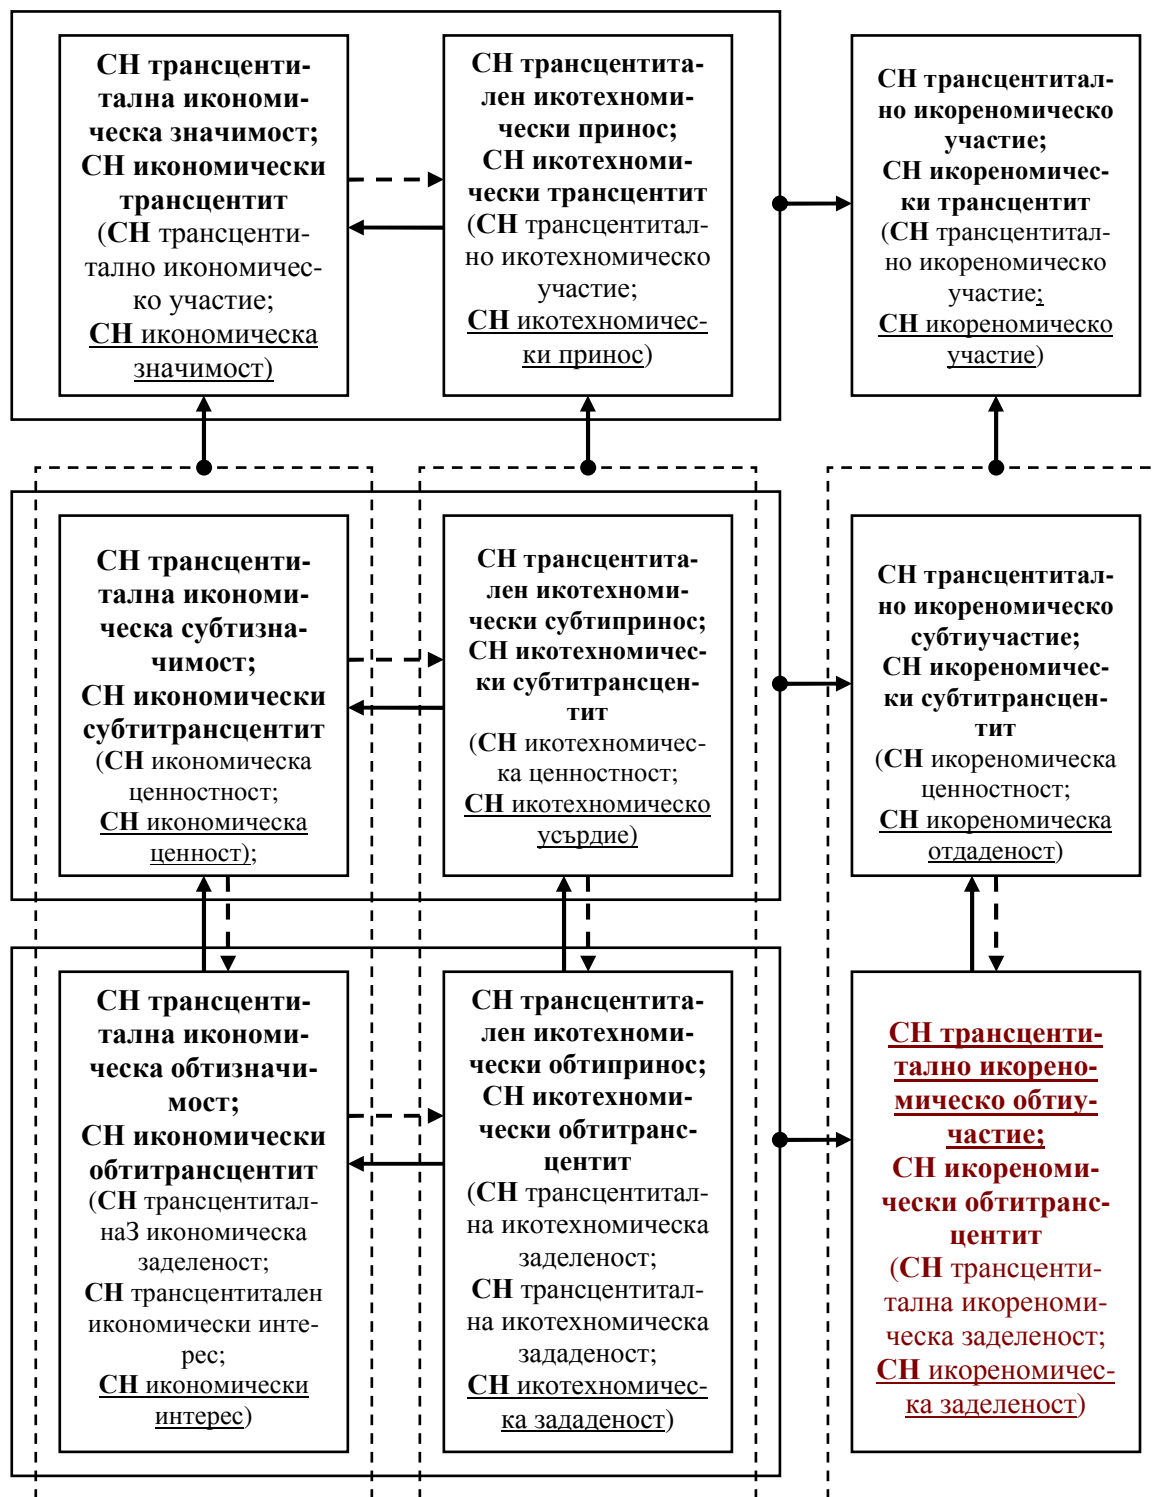 СН трансценти-
тална икономи-
ческа значимост;
СН икономически
трансцентит
(СН трансценти-
тално икономичес-
ко участие;
СН икономическа
значимост)
СН трансцентита-
лен икотехноми-
чески принос;
СН икотехноми-
чески трансцентит
(СН трансцентитал-
но икотехномическо
участие;
СН икотехномичес-
ки принос)
СН трансцентитал-
но икореномическо
участие;
СН икореномичес-
ки трансцентит
(СН трансцентитал-
но икореномическо
участие;
СН икореномическо
участие)
СН трансценти-
тална икономи-
ческа субтизна-
чимост;
СН икономически
субтитрансцентит
(СН икономическа
ценностност;
СН икономическа
ценност);
СН трансцентита-
лен икотехноми-
чески субтипринос;
СН икотехномичес-
ки субтитрансцен-
тит
(СН икотехномичес-
ка ценностност;
СН икотехномическо
усърдие)
СН трансцентитал-
но икореномическо
субтиучастие;
СН икореномичес-
ки субтитрансцен-
тит
(СН икореномическа
ценностност;
СН икореномическа
отдаденост)
СН трансценти-
тална икономи-
ческа обтизначи-
мост;
СН икономически
обтитрансцентит
(СН трансцентитал-
наЗ икономическа
заделеност;
СН трансцентитален
икономически инте-
рес;
СН икономически
интерес)
СН трансцентита-
лен икотехноми-
чески обтипринос;
СН икотехноми-
чески обтитранс-
центит
(СН трансцентитал-
на икотехномическа
заделеност;
СН трансцентитал-
на икотехномическа
зададеност;
СН икотехномичес-
ка зададеност)
СН трансценти-
тално икорено-
мическо обтиу-
частие;
СН икореноми-
чески обтитранс-
центит
(СН трансценти-
тална икореноми-
ческа заделеност;
СН икореномичес-
ка заделеност)